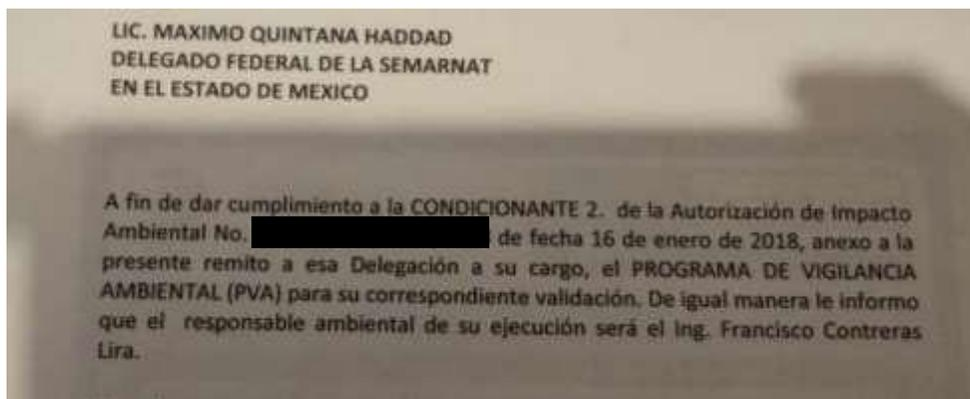 LIC. MAXIMO QUINTANA HADDAD
DELEGADO FEDERAL DE LA SEMARNAT
EN EL ESTADO DE MEXICO
A fin de dar cumplimiento a la CONDICIONANTE 2. de la Autorización de Impacto
Ambiental No. de fecha 16 de enero de 2018, anexo a la
presente remito a esa Delegación a su cargo, el PROGRAMA DE VIGILANCIA
AMBIENTAL (PVA) para su correspondiente validación. De igual manera le informo
que el responsable ambiental de su ejecución será el Ing. Francisco Contreras
Lira.